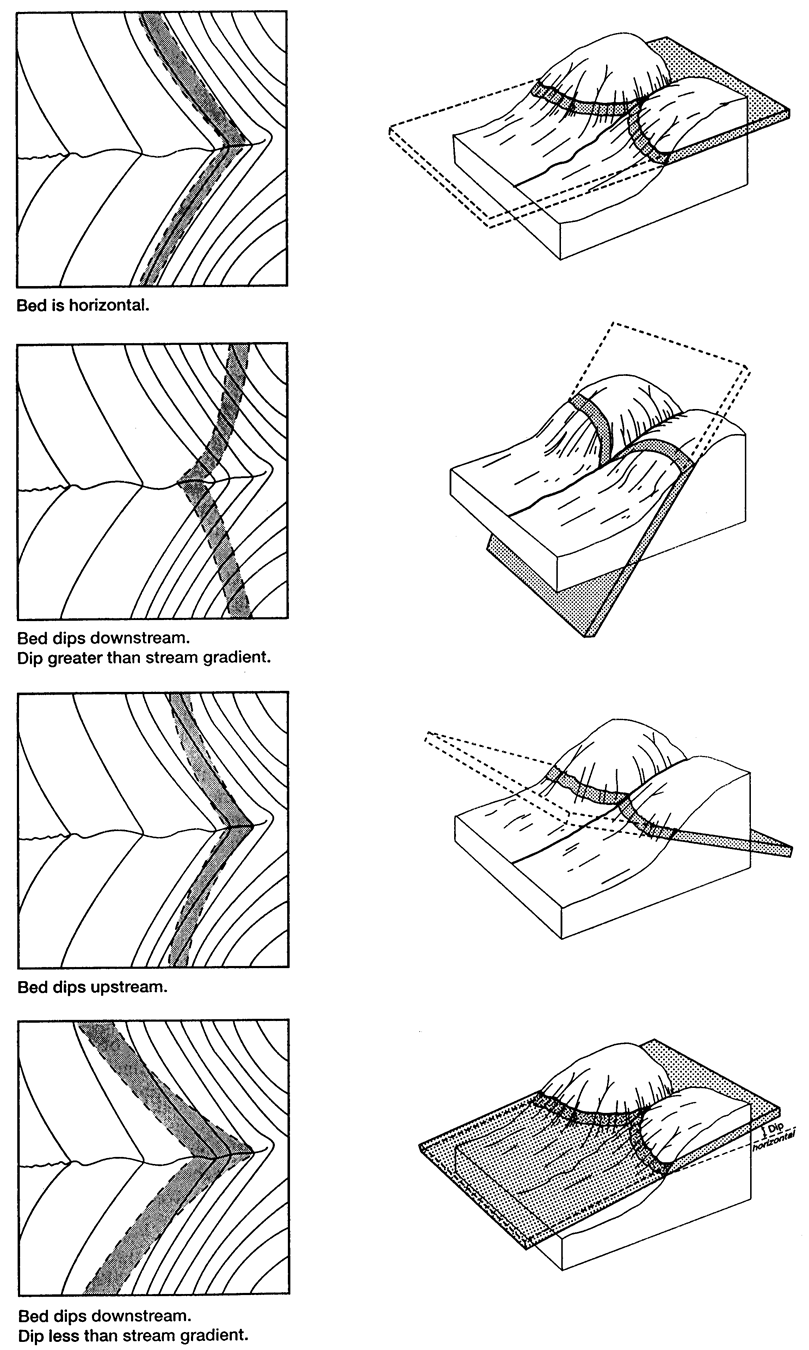 Bed is horizontal.
Bed dips downstream.
Dip greater than stream gradient.
Bed dips upstream.
Dip
horizontal
Bed dips downstream.
Dip less than stream gradient.